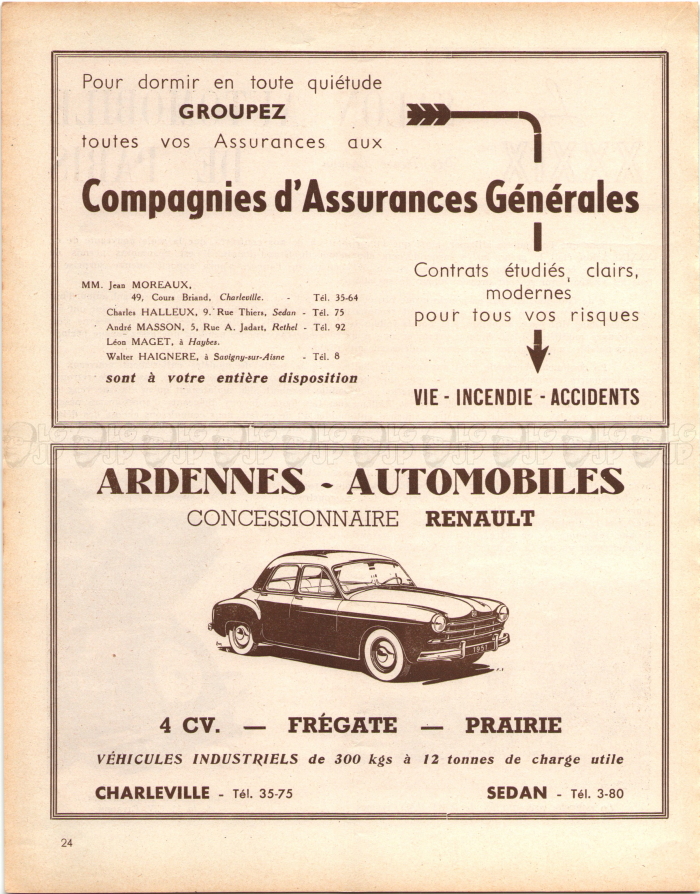 Pour dormir en toute quiétude
GROUPEZ
toutes vos Assurances aux
Compagnies d'Assurances Générales
MM. Jean MOREAUX,
49, Cours Briand, Charleville. - Tél. 35-64
Charles HALLEUX, 9. Rue Thiers, Sedan - Tél. 75
André MASSON, 5, Rue A. Jadart, Rethel - Tél. 92
Léon MAGET, à Haybes.
Walter HAIGNERE, à Savigny-sur-Aisne - Tél. 8
sont à votre entière disposition
Contrats étudiés, clairs,
modernes
pour tous vos risques
VIE - INCENDIE - ACCIDENTS
ARDENNES - AUTOMOBILES
CONCESSIONNAIRE RENAULT
1951
4 CV. — FRÉGATE — PRAIRIE
VÉHICULES INDUSTRIELS de 300 kgs à 12 tonnes de charge utile
CHARLEVILLE - Tél. 35-75 SEDAN - Tél. 3-80
24